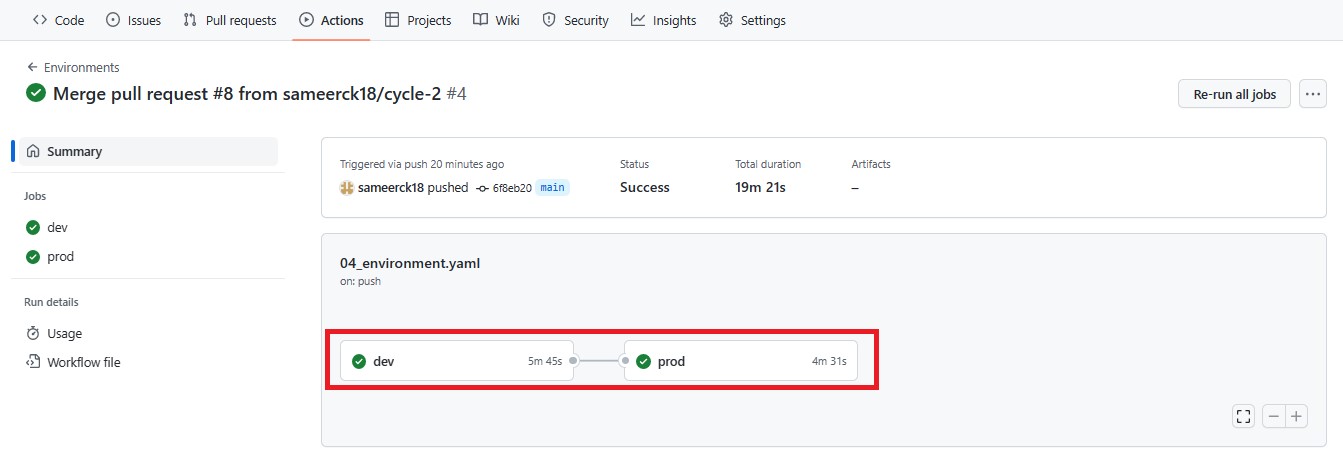 Code Issues Pull requests Actions Projects Wiki Security Insights Settings
Environments
Merge pull request #8 from sameerck18/cycle-2 #4
Re-run all jobs
Summary
Jobs
dev
prod
Run details
Usage
Workflow file
Triggered via push 20 minutes ago
sameerck18 pushed 6f8eb20 main
Status
Success
Total duration
19m 21s
Artifacts
–
04_environment.yaml
on: push
dev 5m 45s
prod 4m 31s